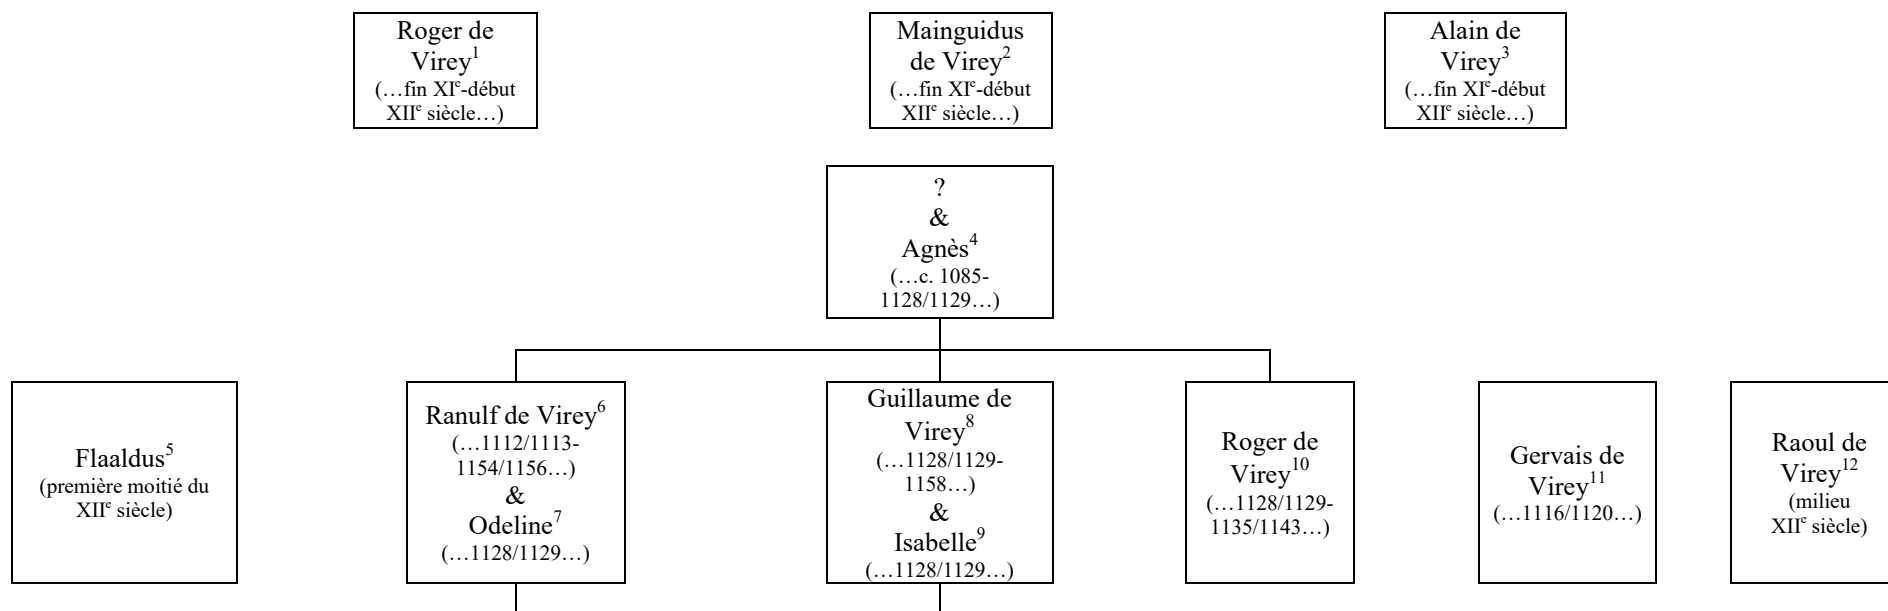 Roger de
Virey¹
(…fin XIᵉ-début
XIIᵉ siècle…)
Mainguidus
de Virey²
(…fin XIᵉ-début
XIIᵉ siècle…)
Alain de
Virey³
(…fin XIᵉ-début
XIIᵉ siècle…)
?
&
Agnès⁴
(…c. 1085-
1128/1129…)
Flaaldus⁵
(première moitié du
XIIᵉ siècle)
Ranulf de Virey⁶
(…1112/1113-
1154/1156…)
&
Odeline⁷
(…1128/1129…)
Guillaume de
Virey⁸
(…1128/1129-
1158…)
&
Isabelle⁹
(…1128/1129…)
Roger de
Virey¹⁰
(…1128/1129-
1135/1143…)
Gervais de
Virey¹¹
(…1116/1120…)
Raoul de
Virey¹²
(milieu
XIIᵉ siècle)